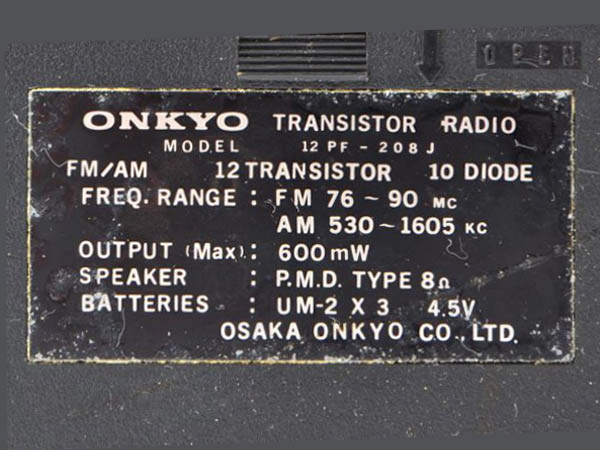 OPEN
ONKYO TRANSISTOR RADIO
MODEL 12 PF - 208 J
FM/AM 12 TRANSISTOR 10 DIODE
FREQ. RANGE : FM 76 ~ 90 MC
AM 530 ~ 1605 KC
OUTPUT (Max). : 600 mW
SPEAKER : P.M.D. TYPE 8Ω
BATTERIES : UM-2 X 3 4.5V
OSAKA ONKYO CO., LTD.